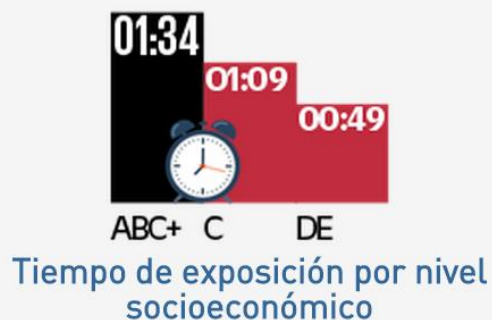 01:34
01:09
00:49
ABC+ C DE
Tiempo de exposición por nivel
socioeconómico